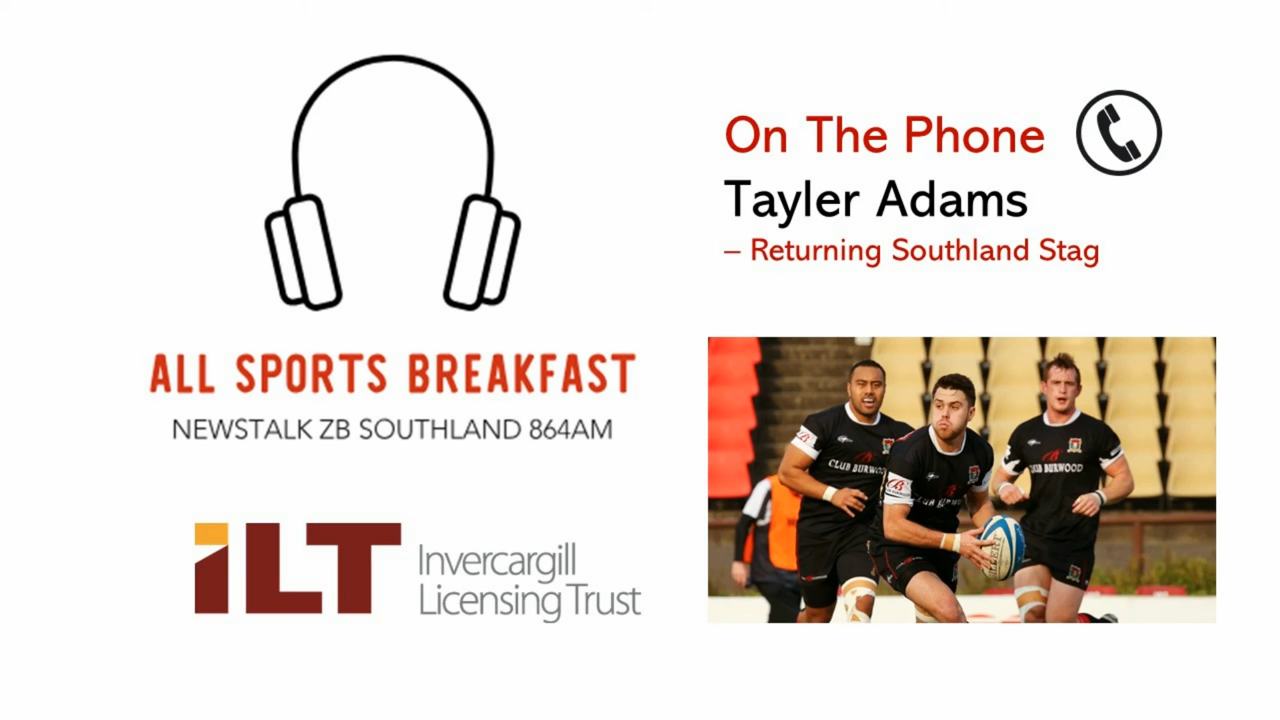 On The Phone
Tayler Adams
– Returning Southland Stag
ALL SPORTS BREAKFAST
NEWSTALK ZB SOUTHLAND 864AM
iLT Invercargill
Licensing Trust
CLUB BURWOOD
CLUB BURWOOD